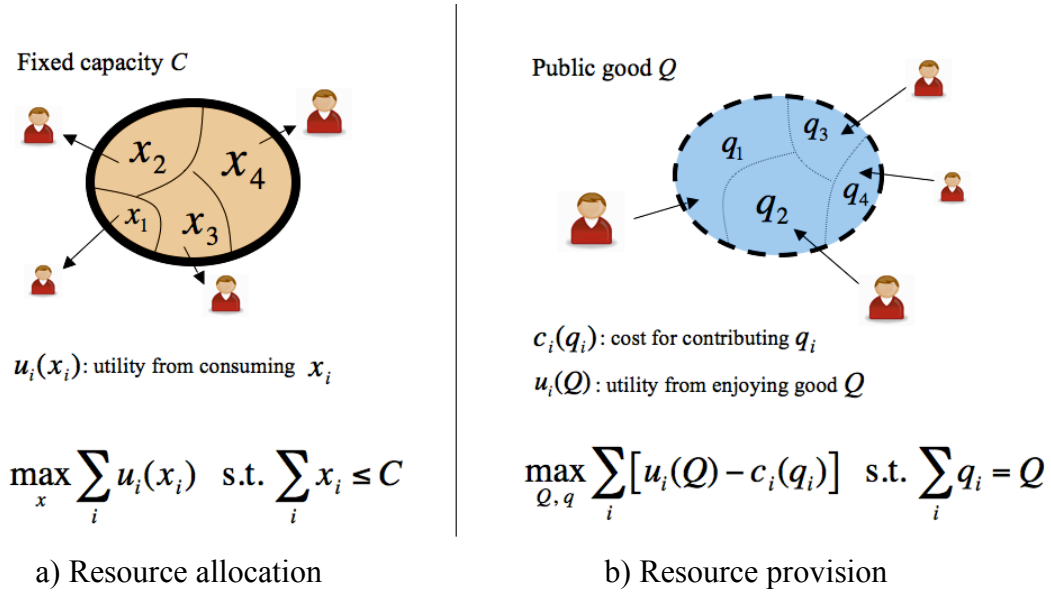 Fixed capacity C
x₂
x₄
x₁
x₃
uᵢ(xᵢ): utility from consuming xᵢ
max ∑ uᵢ(xᵢ) s.t. ∑ xᵢ ≤ C
x i i
a) Resource allocation
Public good Q
q₃
q₁
q₄
q₂
cᵢ(qᵢ): cost for contributing qᵢ
uᵢ(Q): utility from enjoying good Q
max ∑ [uᵢ(Q) − cᵢ(qᵢ)] s.t. ∑ qᵢ = Q
Q, q i i
b) Resource provision